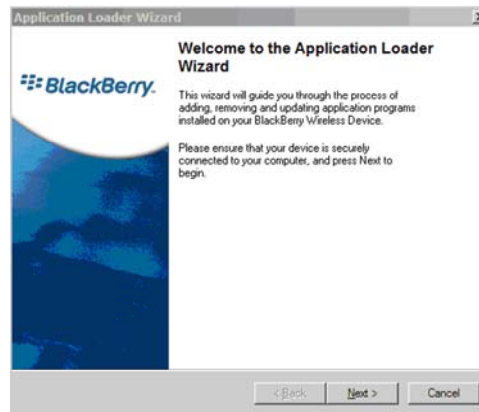 Application Loader Wizard
Welcome to the Application Loader
Wizard
BlackBerry.
This wizard will guide you through the process of
adding, removing and updating application programs
installed on your BlackBerry Wireless Device.
Please ensure that your device is securely
connected to your computer, and press Next to
begin.
< Back
Next >
Cancel